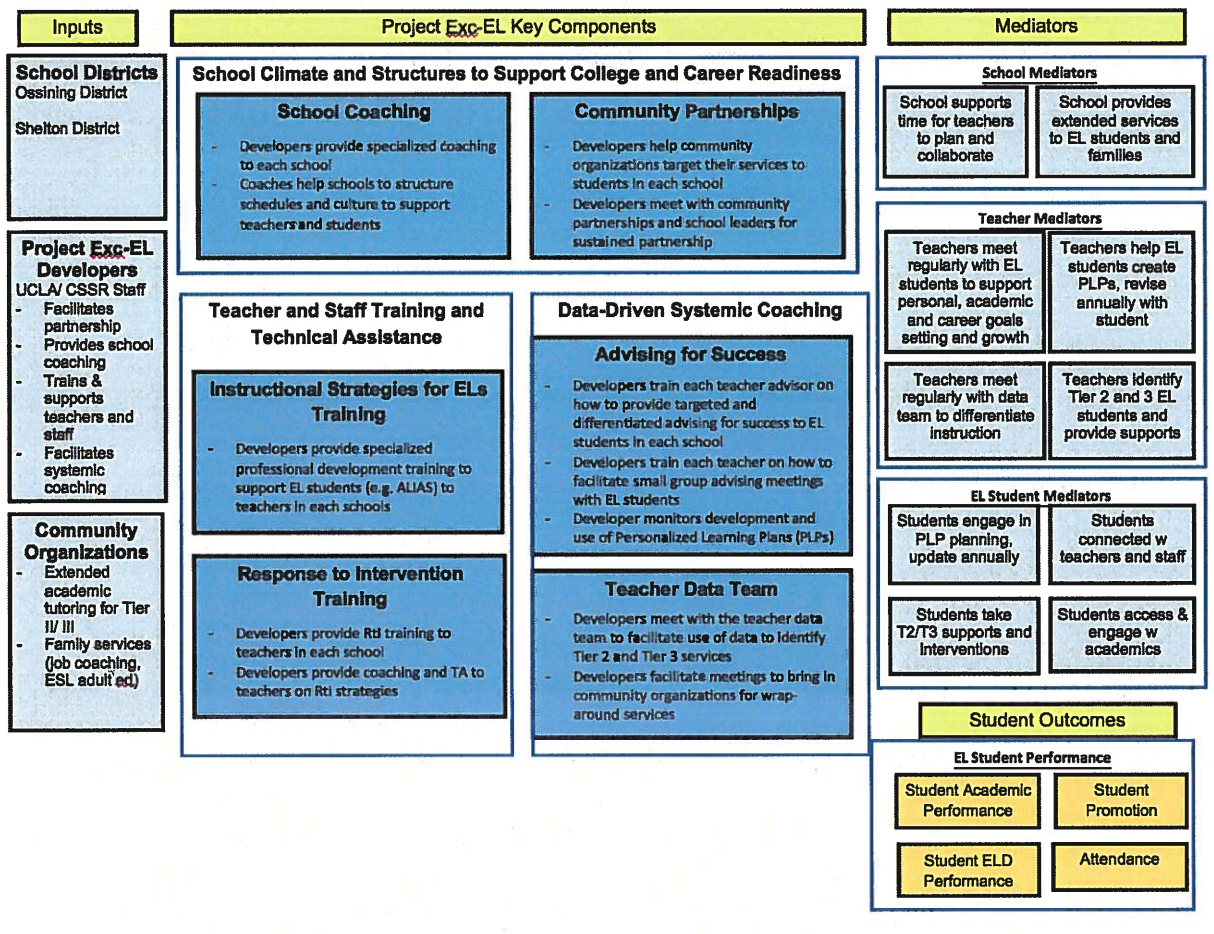 Inputs
School Districts
Ossining District
Shelton District
Project Exc-EL
Developers
UCLA/ CSSR Staff
- Facilitates
partnership
- Provides school
coaching
- Trains &
supports
teachers and
staff
- Facilitates
systemic
coaching
Community
Organizations
- Extended
academic
tutoring for Tier
II/ III
- Family services
(job coaching,
ESL adult ed.)
Project Exc-EL Key Components
School Climate and Structures to Support College and Career Readiness
School Coaching
- Developers provide specialized coaching
to each school
- Coaches help schools to structure
schedules and culture to support
teachers and students
Community Partnerships
- Developers help community
organizations target their services to
students in each school
- Developers meet with community
partnerships and school leaders for
sustained partnership
Teacher and Staff Training and
Technical Assistance
Instructional Strategies for ELs
Training
- Developers provide specialized
professional development training to
support EL students (e.g. ALIAS) to
teachers in each schools
Response to Intervention
Training
- Developers provide RtI training to
teachers in each school
- Developers provide coaching and TA to
teachers on RtI strategies
Data-Driven Systemic Coaching
Advising for Success
- Developers train each teacher advisor on
how to provide targeted and
differentiated advising for success to EL
students in each school
- Developers train each teacher on how to
facilitate small group advising meetings
with EL students
- Developer monitors development and
use of Personalized Learning Plans (PLPs)
Teacher Data Team
- Developers meet with the teacher data
team to facilitate use of data to identify
Tier 2 and Tier 3 services
- Developers facilitate meetings to bring in
community organizations for wrap-
around services
Mediators
School Mediators
School supports
time for teachers
to plan and
collaborate
School provides
extended services
to EL students and
families
Teacher Mediators
Teachers meet
regularly with EL
students to support
personal, academic
and career goals
setting and growth
Teachers help EL
students create
PLPs, revise
annually with
student
Teachers meet
regularly with data
team to differentiate
instruction
Teachers identify
Tier 2 and 3 EL
students and
provide supports
EL Student Mediators
Students engage in
PLP planning,
update annually
Students
connected w
teachers and staff
Students take
T2/T3 supports and
Interventions
Students access &
engage w
academics
Student Outcomes
EL Student Performance
Student Academic
Performance
Student
Promotion
Student ELD
Performance
Attendance